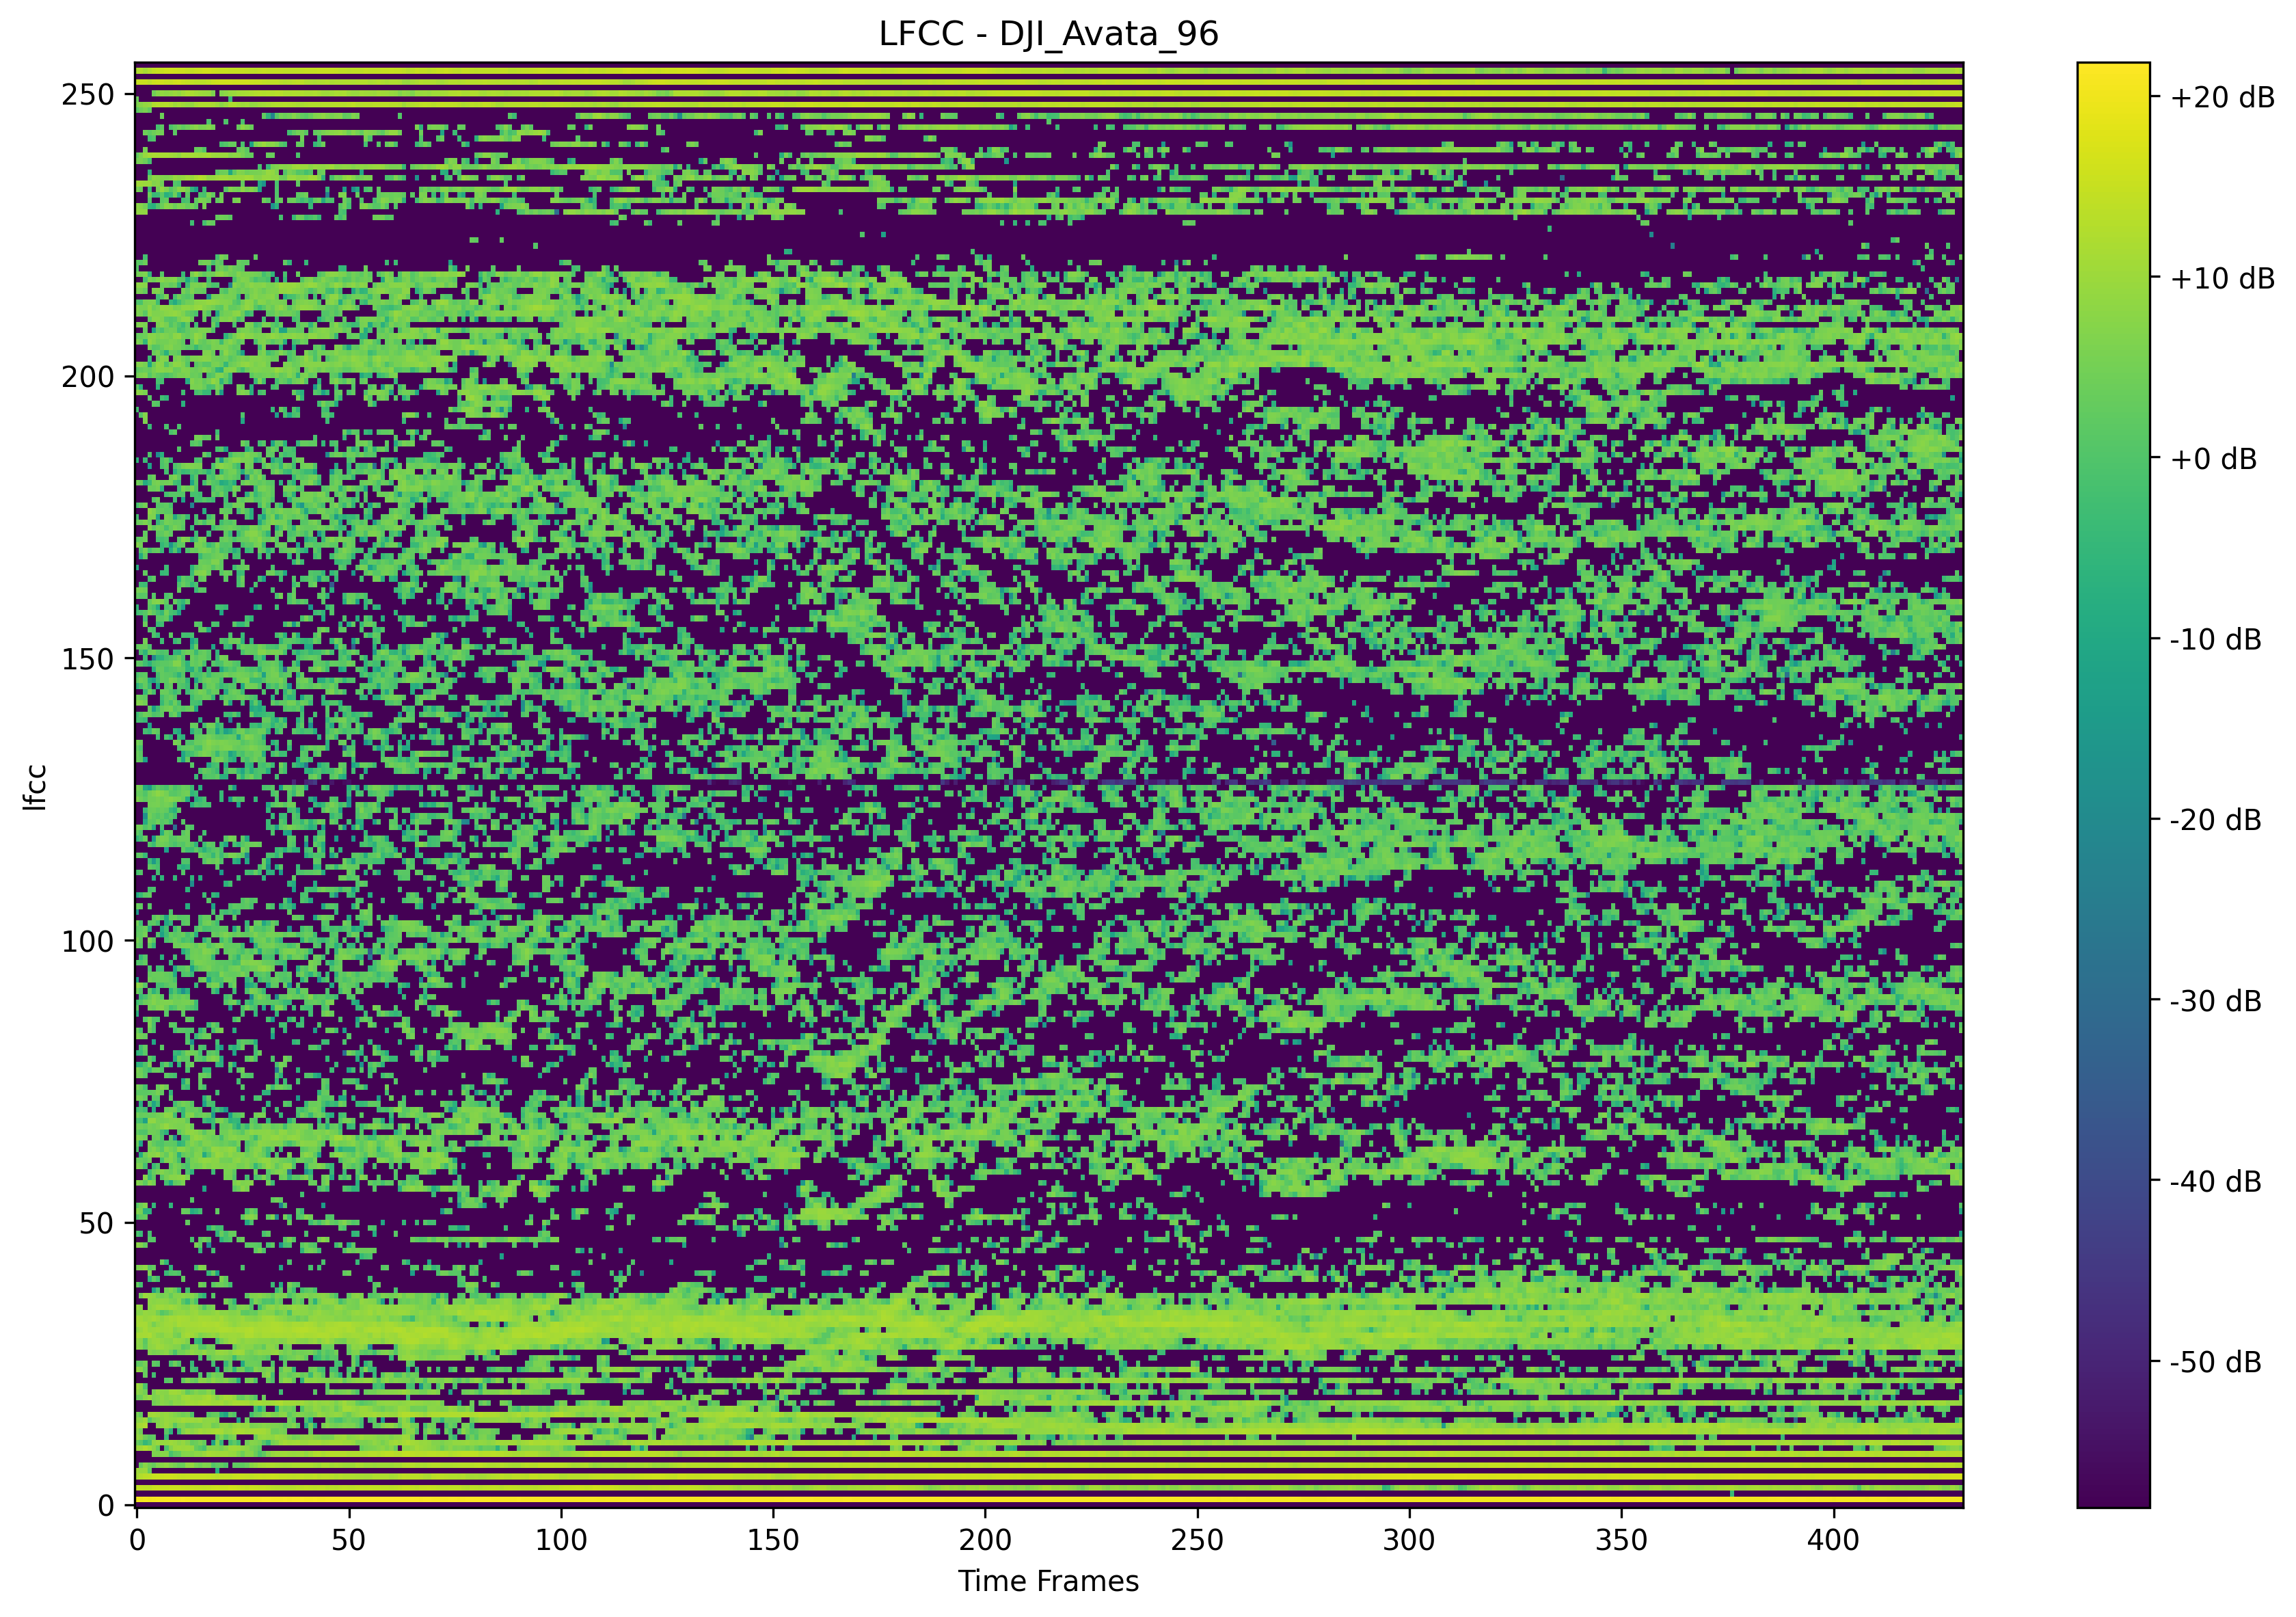 LFCC - DJI_Avata_96
250
200
150
100
50
0
lfcc
0 50 100 150 200 250 300 350 400
Time Frames
+20 dB
+10 dB
+0 dB
-10 dB
-20 dB
-30 dB
-40 dB
-50 dB